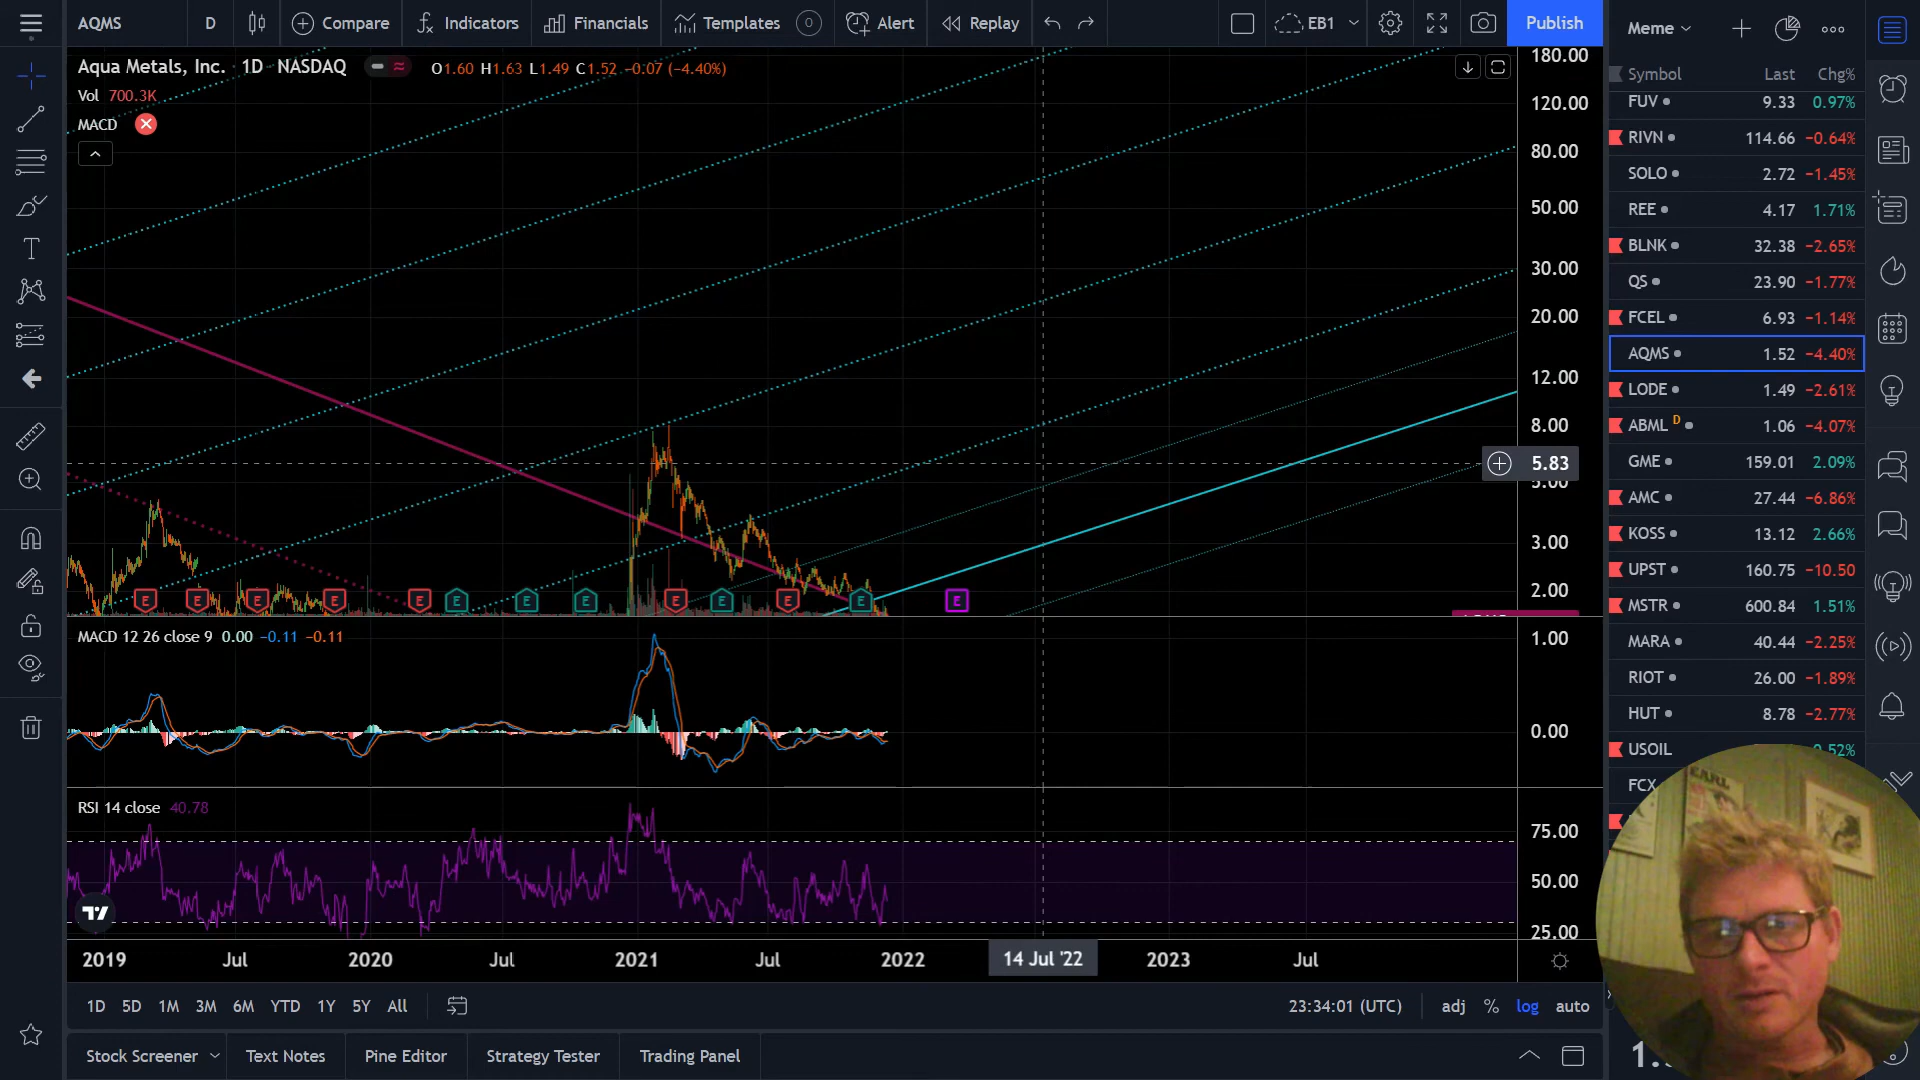 AQMS D Compare Indicators Financials Templates 0 Alert Replay EB1 Publish
Aqua Metals, Inc. 1D NASDAQ O1.60 H1.63 L1.49 C1.52 −0.07 (−4.40%)
Vol 700.3K
MACD
180.00
120.00
80.00
50.00
30.00
20.00
12.00
8.00
5.83
5.00
3.00
2.00
E E E E E E E E E E E E E
MACD 12 26 close 9 0.00 −0.11 −0.11
1.00
0.00
RSI 14 close 40.78
75.00
50.00
25.00
2019 Jul 2020 Jul 2021 Jul 2022 14 Jul '22 2023 Jul
1D 5D 1M 3M 6M YTD 1Y 5Y All 23:34:01 (UTC) adj % log auto
Stock Screener Text Notes Pine Editor Strategy Tester Trading Panel
Meme
Symbol Last Chg%
FUV 9.33 0.97%
RIVN 114.66 −0.64%
SOLO 2.72 −1.45%
REE 4.17 1.71%
BLNK 32.38 −2.65%
QS 23.90 −1.77%
FCEL 6.93 −1.14%
AQMS 1.52 −4.40%
LODE 1.49 −2.61%
ABML D 1.06 −4.07%
GME 159.01 2.09%
AMC 27.44 −6.86%
KOSS 13.12 2.66%
UPST 160.75 −10.50
MSTR 600.84 1.51%
MARA 40.44 −2.25%
RIOT 26.00 −1.89%
HUT 8.78 −2.77%
USOIL 0.52%
FCX
EARL